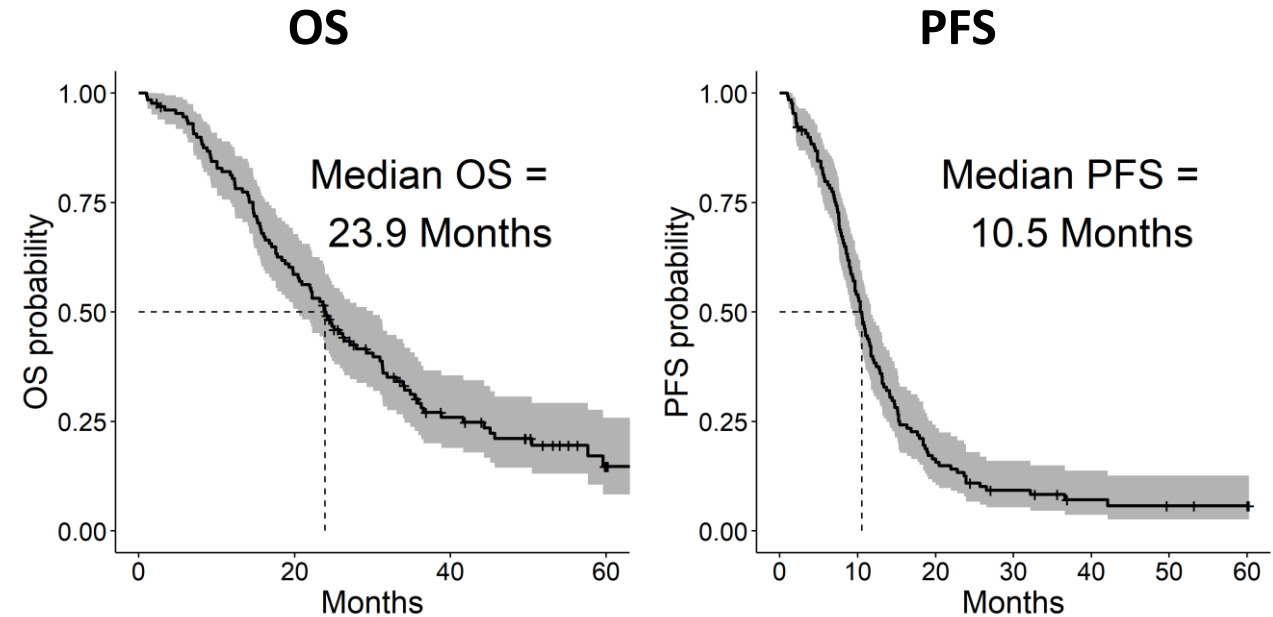 OS
PFS
OS probability
1.00
0.75
0.50
0.25
0.00
Median OS =
23.9 Months
0 20 40 60
Months
PFS probability
1.00
0.75
0.50
0.25
0.00
Median PFS =
10.5 Months
0 10 20 30 40 50 60
Months